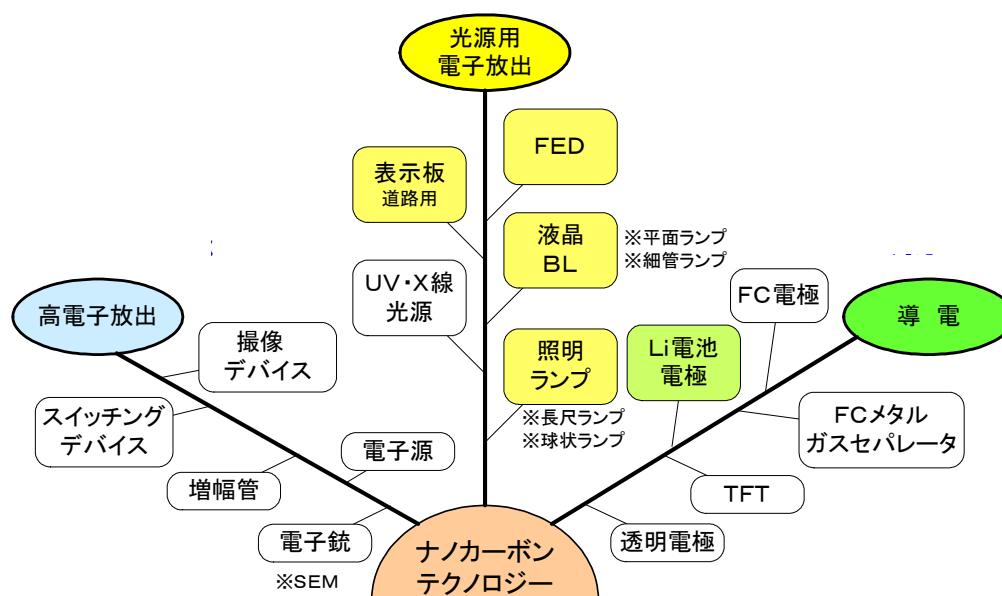 光源用
電子放出
FED
表示板
道路用
液晶
BL
※平面ランプ
※細管ランプ
UV・X線
光源
FC電極
高電子放出
導 電
撮像
デバイス
照明
ランプ
Li電池
電極
※長尺ランプ
※球状ランプ
スイッチング
デバイス
FCメタル
ガスセパレータ
電子源
増幅管
TFT
電子銃
※SEM
透明電極
ナノカーボン
テクノロジー